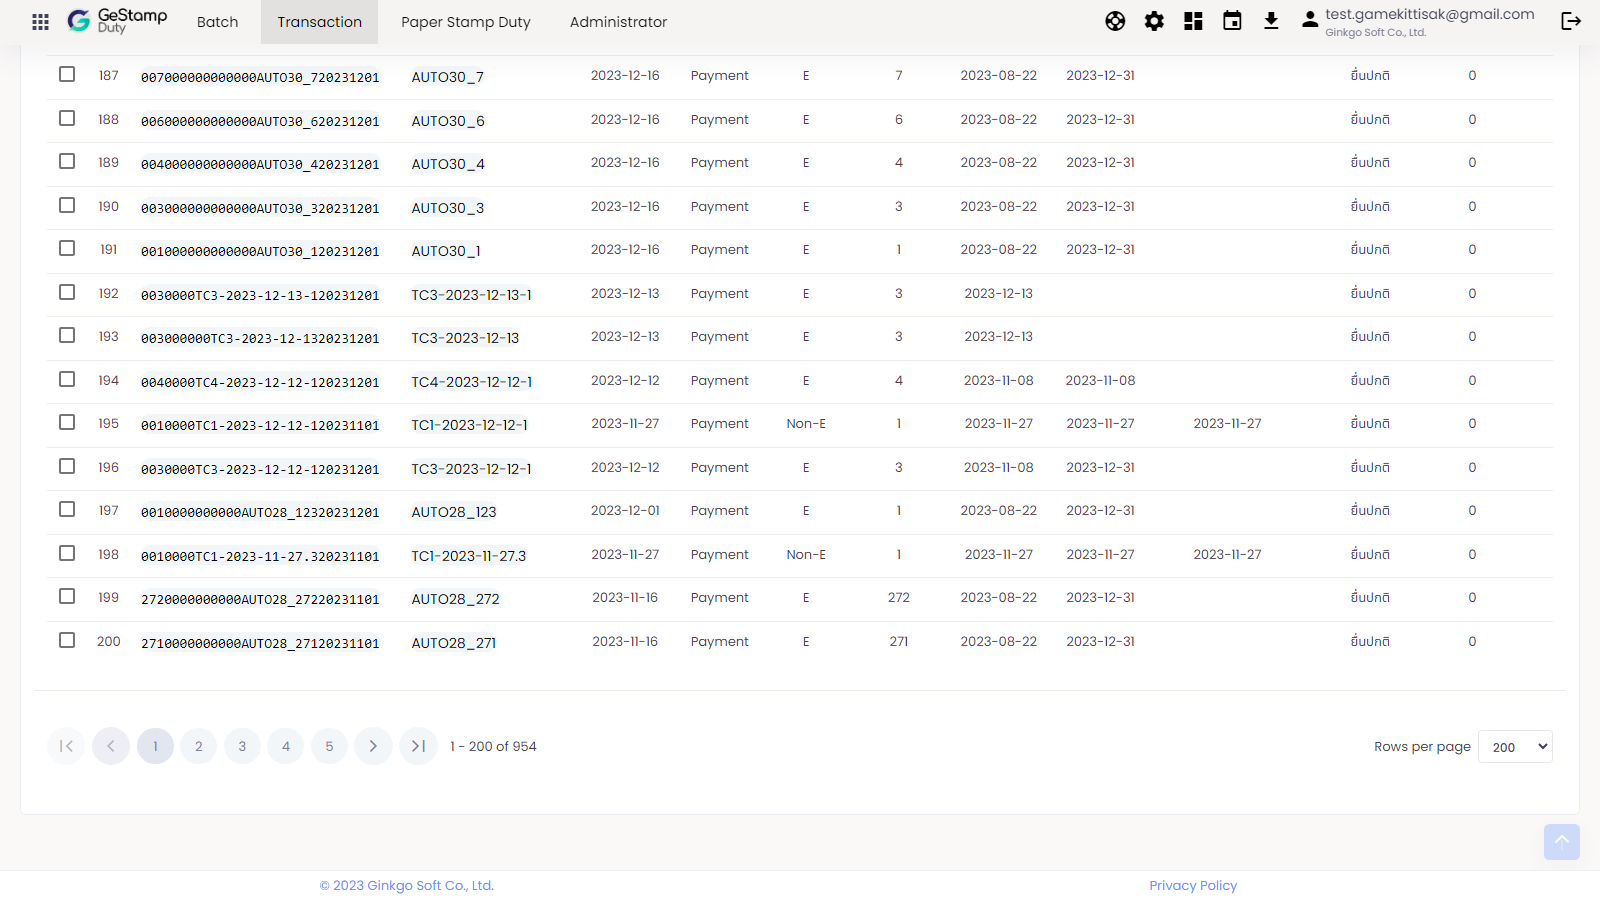 GeStamp Duty Batch Transaction Paper Stamp Duty Administrator test.gamekittisak@gmail.com
Ginkgo Soft Co., Ltd.
187 007000000000000AUTO30_720231201 AUTO30_7 2023-12-16 Payment E 7 2023-08-22 2023-12-31 ยื่นปกติ 0
188 006000000000000AUTO30_620231201 AUTO30_6 2023-12-16 Payment E 6 2023-08-22 2023-12-31 ยื่นปกติ 0
189 004000000000000AUTO30_420231201 AUTO30_4 2023-12-16 Payment E 4 2023-08-22 2023-12-31 ยื่นปกติ 0
190 003000000000000AUTO30_320231201 AUTO30_3 2023-12-16 Payment E 3 2023-08-22 2023-12-31 ยื่นปกติ 0
191 001000000000000AUTO30_120231201 AUTO30_1 2023-12-16 Payment E 1 2023-08-22 2023-12-31 ยื่นปกติ 0
192 0030000TC3-2023-12-13-120231201 TC3-2023-12-13-1 2023-12-13 Payment E 3 2023-12-13 ยื่นปกติ 0
193 003000000TC3-2023-12-1320231201 TC3-2023-12-13 2023-12-13 Payment E 3 2023-12-13 ยื่นปกติ 0
194 0040000TC4-2023-12-12-120231201 TC4-2023-12-12-1 2023-12-12 Payment E 4 2023-11-08 2023-11-08 ยื่นปกติ 0
195 0010000TC1-2023-12-12-120231101 TC1-2023-12-12-1 2023-11-27 Payment Non-E 1 2023-11-27 2023-11-27 2023-11-27 ยื่นปกติ 0
196 0030000TC3-2023-12-12-120231201 TC3-2023-12-12-1 2023-12-12 Payment E 3 2023-11-08 2023-12-31 ยื่นปกติ 0
197 0010000000000AUTO28_12320231201 AUTO28_123 2023-12-01 Payment E 1 2023-08-22 2023-12-31 ยื่นปกติ 0
198 0010000TC1-2023-11-27.320231101 TC1-2023-11-27.3 2023-11-27 Payment Non-E 1 2023-11-27 2023-11-27 2023-11-27 ยื่นปกติ 0
199 2720000000000AUTO28_27220231101 AUTO28_272 2023-11-16 Payment E 272 2023-08-22 2023-12-31 ยื่นปกติ 0
200 2710000000000AUTO28_27120231101 AUTO28_271 2023-11-16 Payment E 271 2023-08-22 2023-12-31 ยื่นปกติ 0
1 2 3 4 5 1 - 200 of 954 Rows per page 200
© 2023 Ginkgo Soft Co., Ltd. Privacy Policy